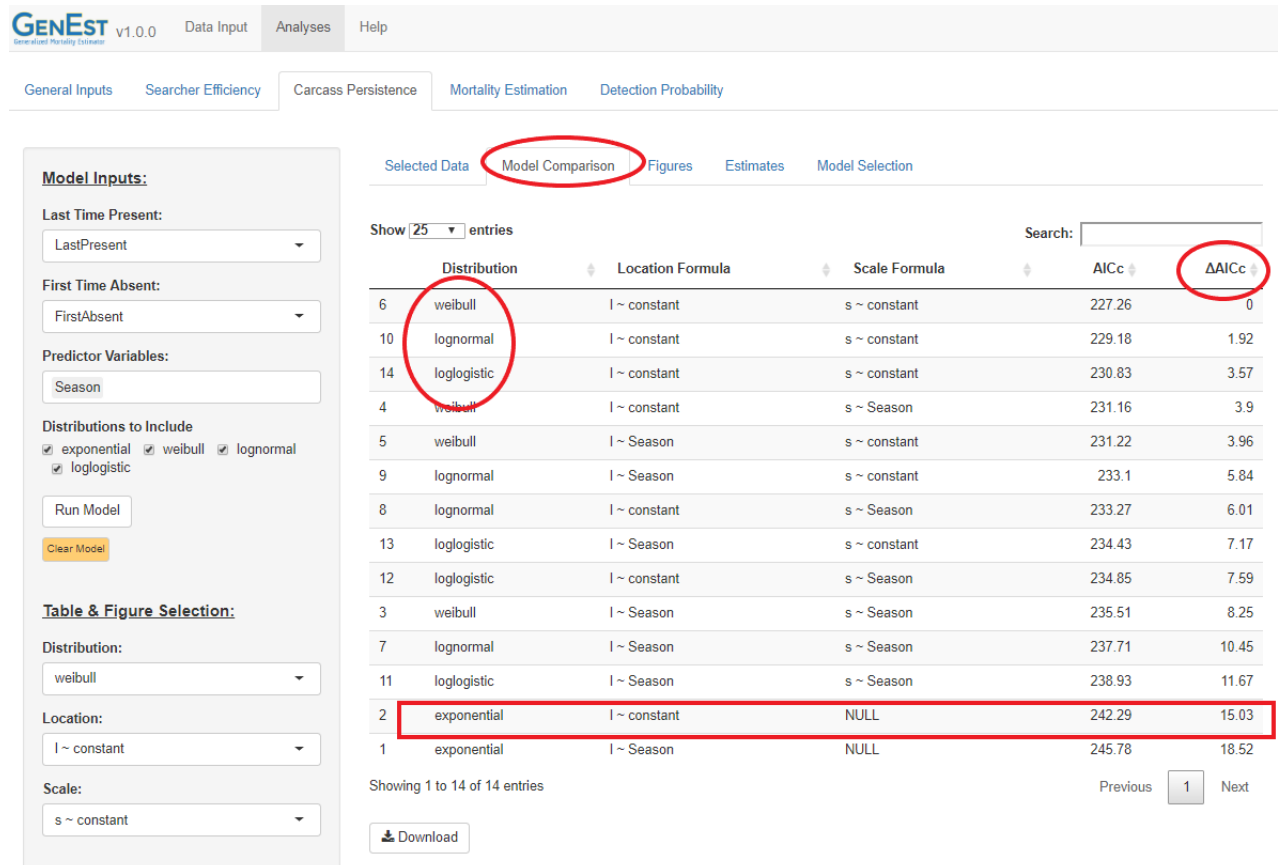 GENEST v1.0.0 Data Input Analyses Help
Generalized Mortality Estimator
General Inputs Searcher Efficiency Carcass Persistence Mortality Estimation Detection Probability
Selected Data Model Comparison Figures Estimates Model Selection
Model Inputs:
Last Time Present:
LastPresent
First Time Absent:
FirstAbsent
Predictor Variables:
Season
Distributions to Include
exponential weibull lognormal
loglogistic
Run Model
Clear Model
Table & Figure Selection:
Distribution:
weibull
Location:
l ~ constant
Scale:
s ~ constant
Show 25 entries Search:
Distribution Location Formula Scale Formula AICc ΔAICc
6 weibull l ~ constant s ~ constant 227.26 0
10 lognormal l ~ constant s ~ constant 229.18 1.92
14 loglogistic l ~ constant s ~ constant 230.83 3.57
4 weibull l ~ constant s ~ Season 231.16 3.9
5 weibull l ~ Season s ~ constant 231.22 3.96
9 lognormal l ~ Season s ~ constant 233.1 5.84
8 lognormal l ~ constant s ~ Season 233.27 6.01
13 loglogistic l ~ Season s ~ constant 234.43 7.17
12 loglogistic l ~ constant s ~ Season 234.85 7.59
3 weibull l ~ Season s ~ Season 235.51 8.25
7 lognormal l ~ Season s ~ Season 237.71 10.45
11 loglogistic l ~ Season s ~ Season 238.93 11.67
2 exponential l ~ constant NULL 242.29 15.03
1 exponential l ~ Season NULL 245.78 18.52
Showing 1 to 14 of 14 entries Previous 1 Next
Download